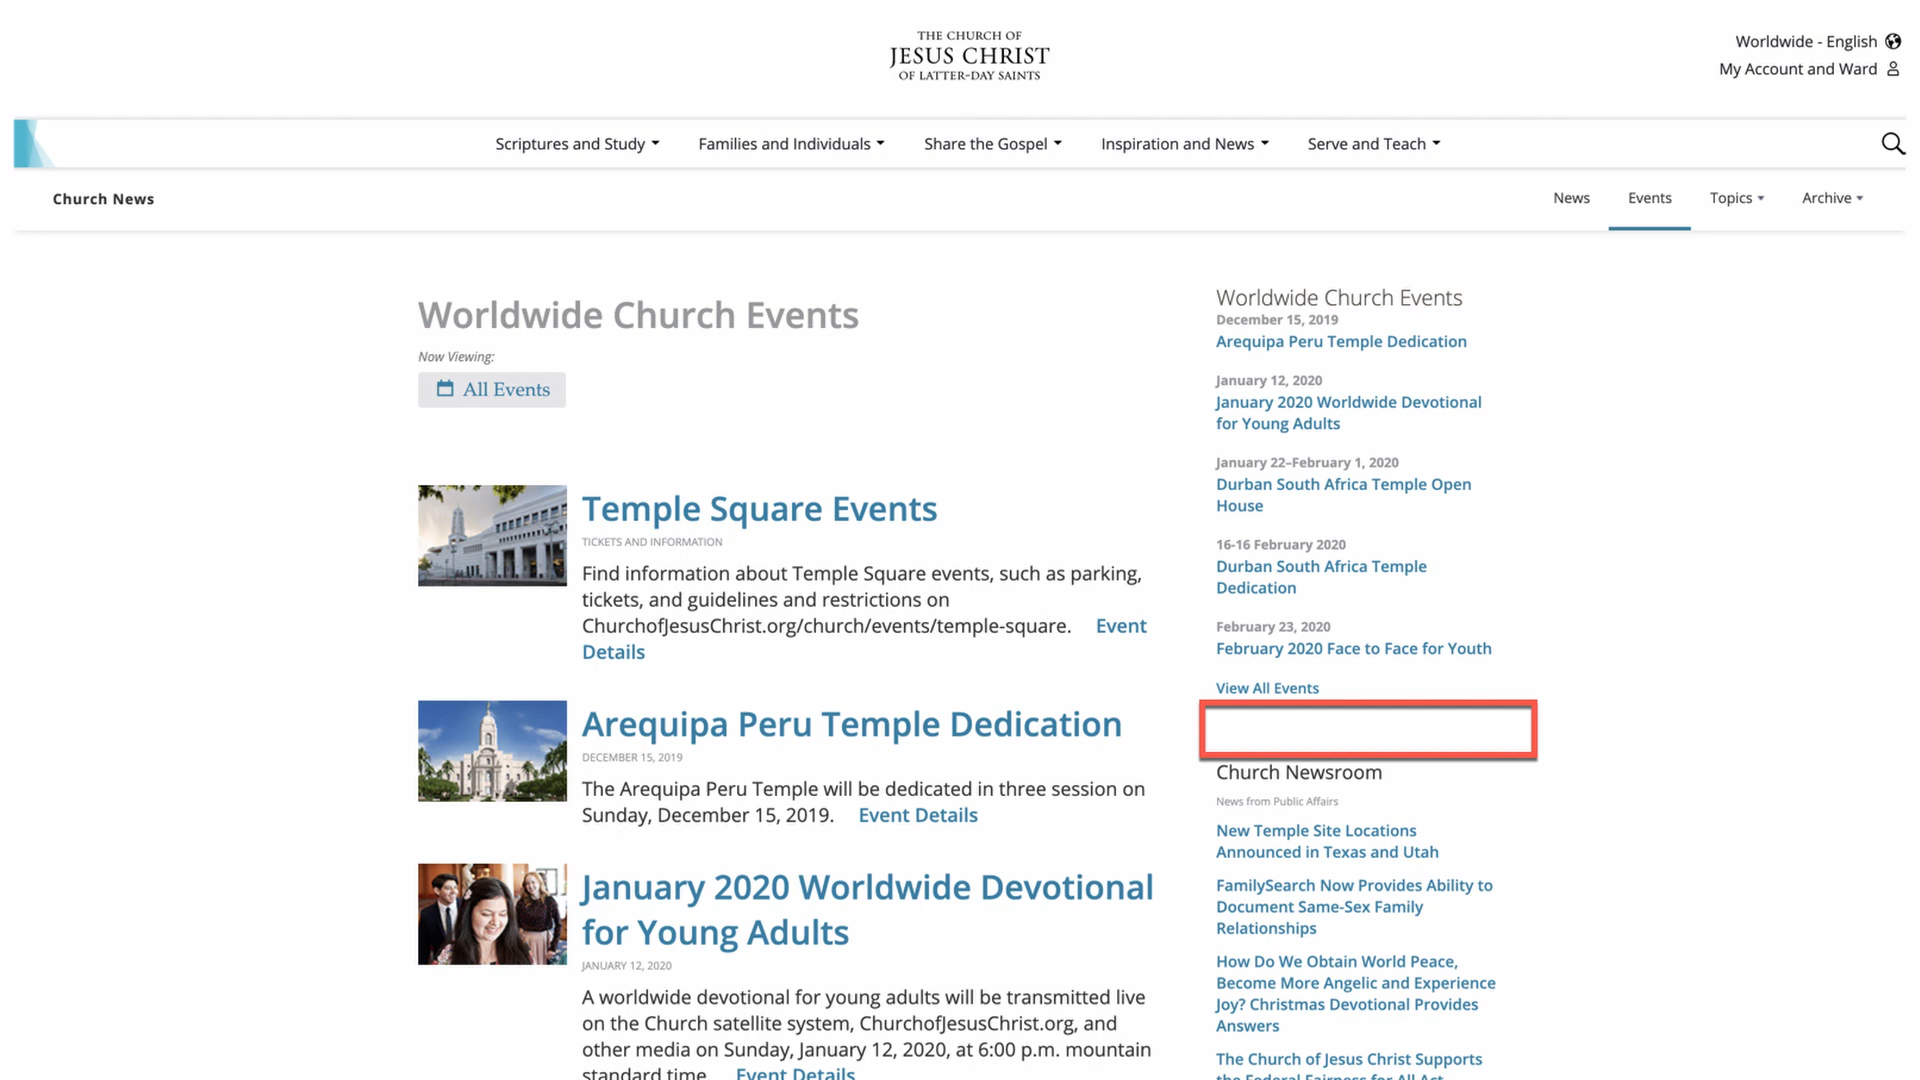 THE CHURCH OF
JESUS CHRIST
OF LATTER-DAY SAINTS
Worldwide - English
My Account and Ward
Scriptures and Study
Families and Individuals
Share the Gospel
Inspiration and News
Serve and Teach
Church News
News
Events
Topics
Archive
Worldwide Church Events
Now Viewing:
All Events
Temple Square Events
TICKETS AND INFORMATION
Find information about Temple Square events, such as parking,
tickets, and guidelines and restrictions on
ChurchofJesusChrist.org/church/events/temple-square. Event
Details
Arequipa Peru Temple Dedication
DECEMBER 15, 2019
The Arequipa Peru Temple will be dedicated in three session on
Sunday, December 15, 2019. Event Details
January 2020 Worldwide Devotional
for Young Adults
JANUARY 12, 2020
A worldwide devotional for young adults will be transmitted live
on the Church satellite system, ChurchofJesusChrist.org, and
other media on Sunday, January 12, 2020, at 6:00 p.m. mountain
standard time. Event Details
Worldwide Church Events
December 15, 2019
Arequipa Peru Temple Dedication
January 12, 2020
January 2020 Worldwide Devotional
for Young Adults
January 22–February 1, 2020
Durban South Africa Temple Open
House
16-16 February 2020
Durban South Africa Temple
Dedication
February 23, 2020
February 2020 Face to Face for Youth
View All Events
Church Newsroom
News from Public Affairs
New Temple Site Locations
Announced in Texas and Utah
FamilySearch Now Provides Ability to
Document Same-Sex Family
Relationships
How Do We Obtain World Peace,
Become More Angelic and Experience
Joy? Christmas Devotional Provides
Answers
The Church of Jesus Christ Supports
the Federal Fairness for All Act